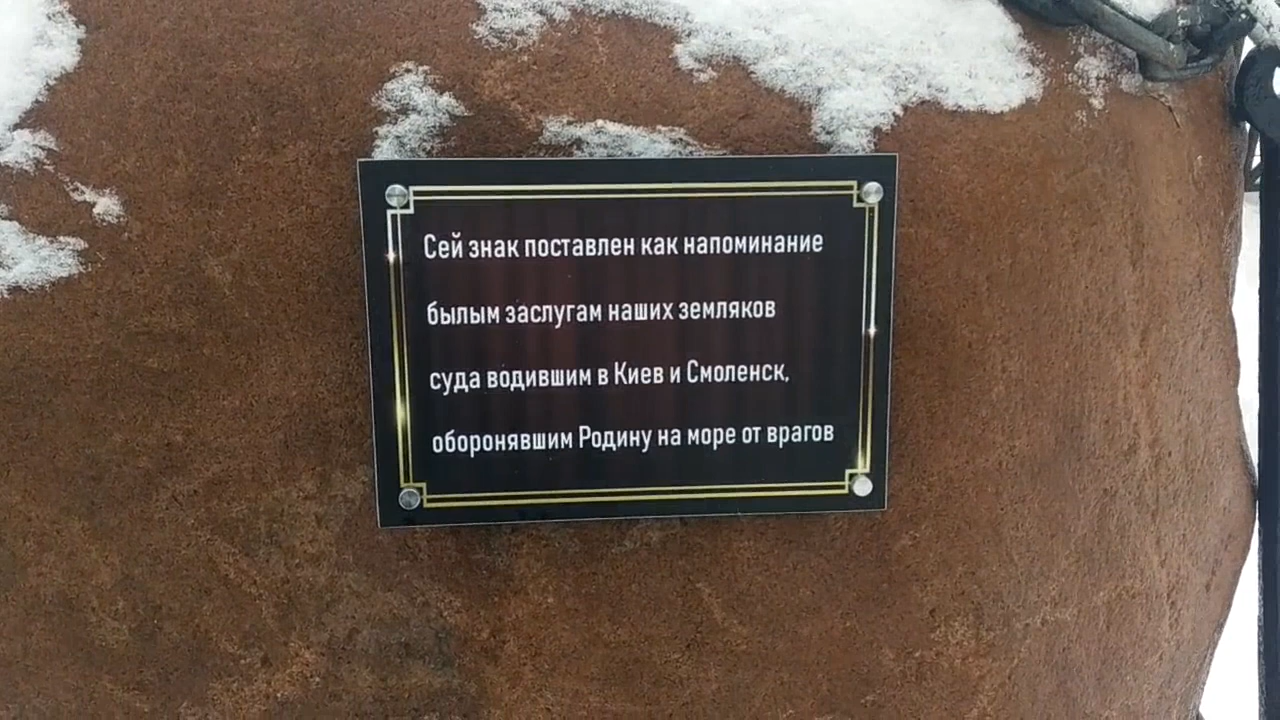 Сей знак поставлен как напоминание
былым заслугам наших земляков
суда водившим в Киев и Смоленск,
оборонявшим Родину на море от врагов